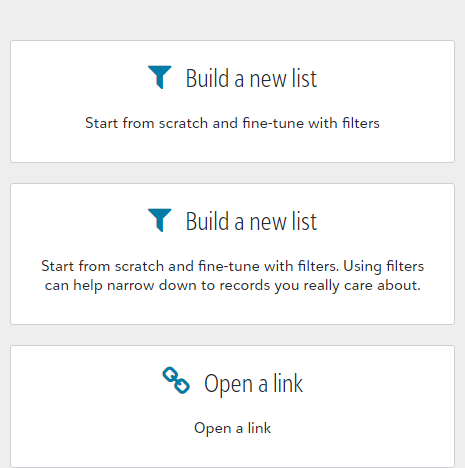 Build a new list
Start from scratch and fine-tune with filters
Build a new list
Start from scratch and fine-tune with filters. Using filters
can help narrow down to records you really care about.
Open a link
Open a link